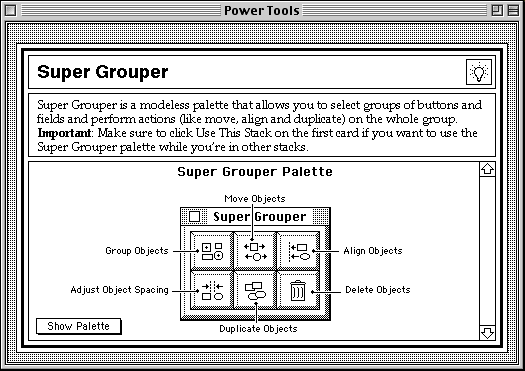 Power Tools
Super Grouper
Super Grouper is a modeless palette that allows you to select groups of buttons and
fields and perform actions (like move, align and duplicate) on the whole group.
Important: Make sure to click Use This Stack on the first card if you want to use the
Super Grouper palette while you're in other stacks.
Super Grouper Palette
Move Objects
Super Grouper
Group Objects
Align Objects
Adjust Object Spacing
Delete Objects
Show Palette
Duplicate Objects